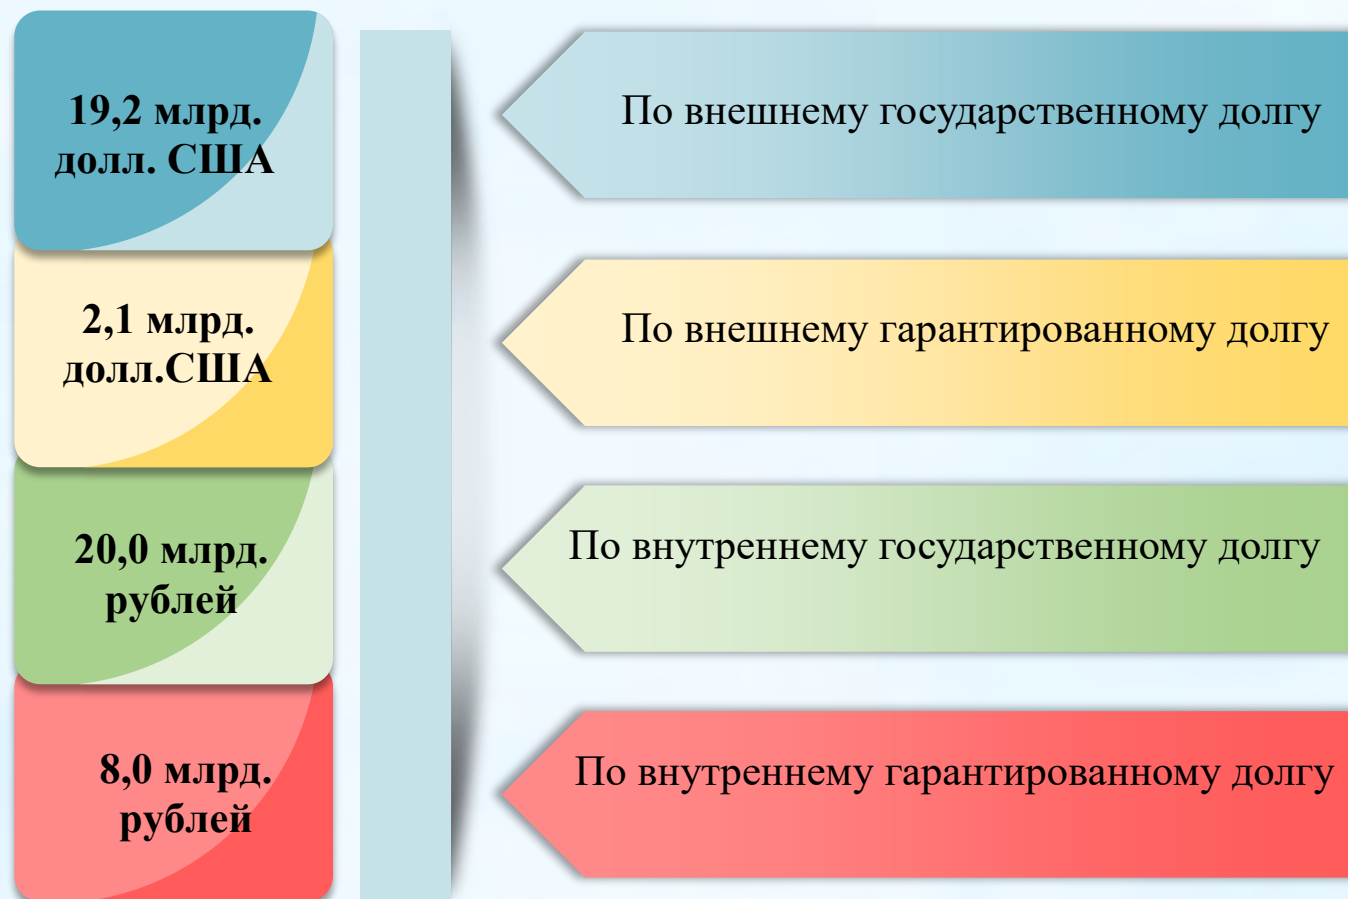 19,2 млрд.
долл. США
По внешнему государственному долгу
2,1 млрд.
долл.США
По внешнему гарантированному долгу
20,0 млрд.
рублей
По внутреннему государственному долгу
8,0 млрд.
рублей
По внутреннему гарантированному долгу